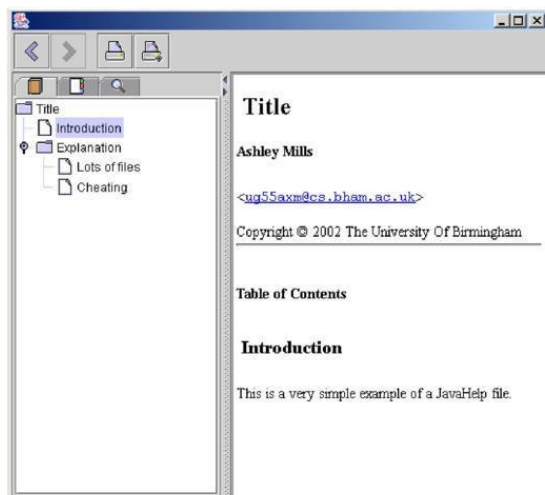 Title
Introduction
Explanation
Lots of files
Cheating
Title
Ashley Mills
<ug55axm@cs.bham.ac.uk>
Copyright © 2002 The University Of Birmingham
Table of Contents
Introduction
This is a very simple example of a JavaHelp file.